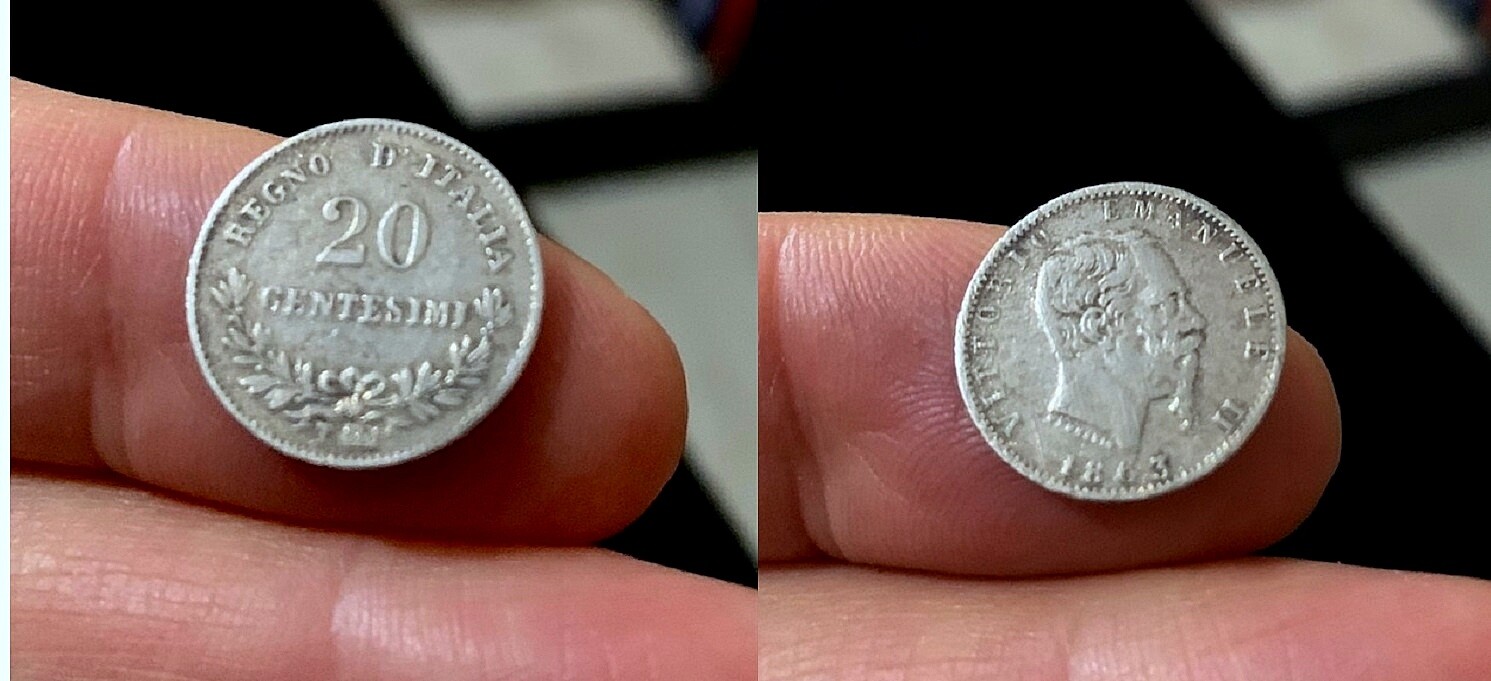 REGNO D'ITALIA
20
CENTESIMI
VITTORIO EMANUELE II
1863